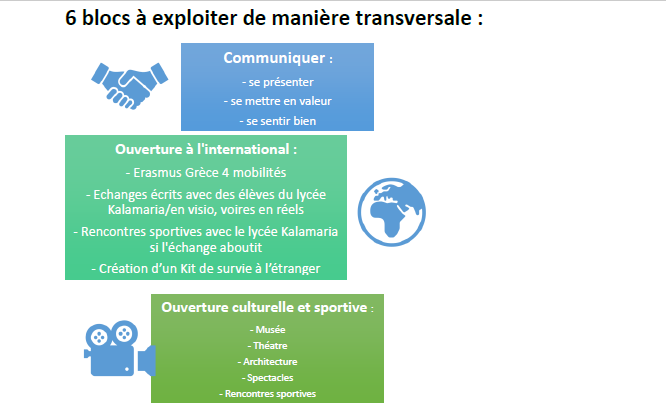 6 blocs à exploiter de manière transversale :
Communiquer :
- se présenter
- se mettre en valeur
- se sentir bien
Ouverture à l'international :
- Erasmus Grèce 4 mobilités
- Echanges écrits avec des élèves du lycée
Kalamaria/en visio, voires en réels
- Rencontres sportives avec le lycée Kalamaria
si l'échange aboutit
- Création d’un Kit de survie à l’étranger
Ouverture culturelle et sportive :
- Musée
- Théatre
- Architecture
- Spectacles
- Rencontres sportives